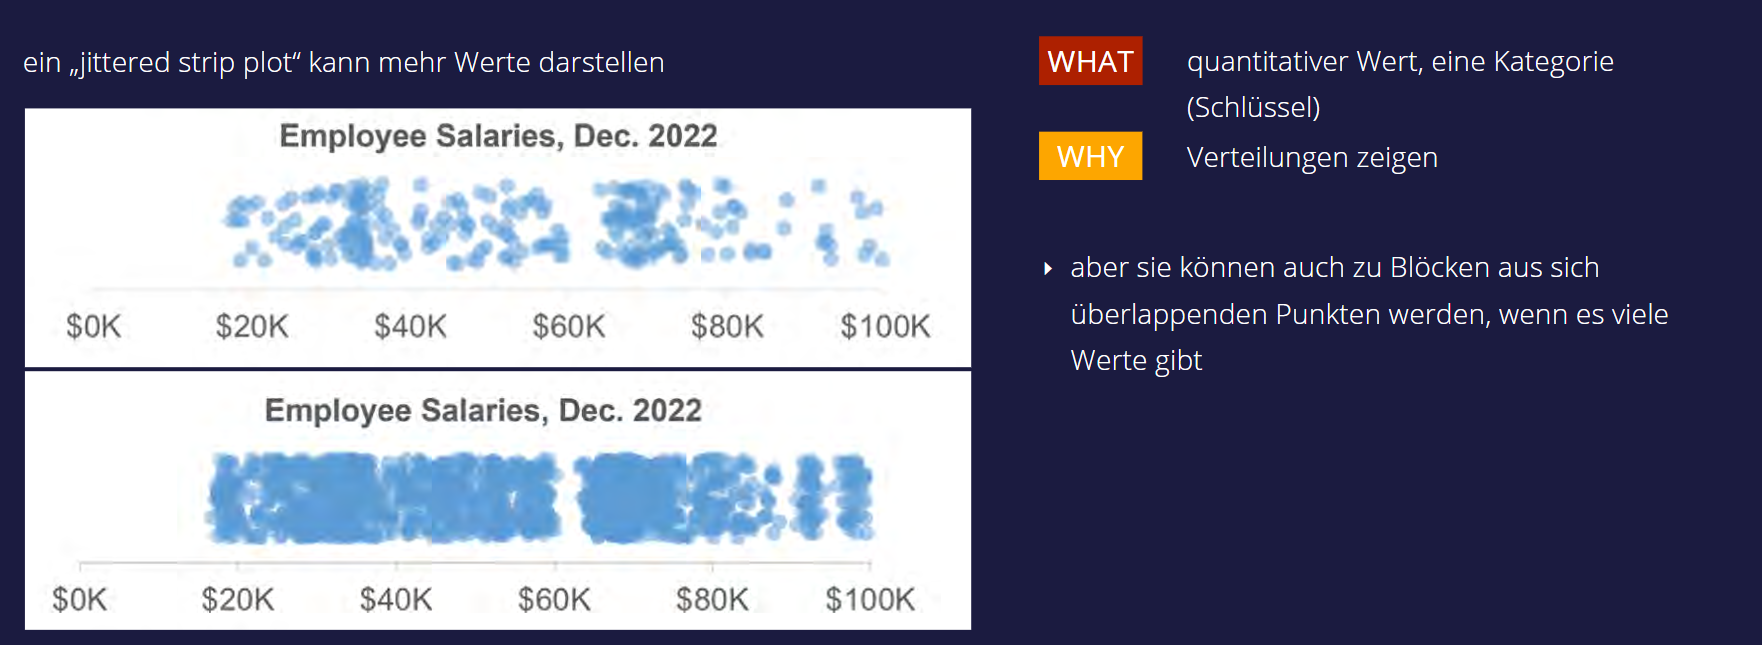 ein „jittered strip plot“ kann mehr Werte darstellen
Employee Salaries, Dec. 2022
$0K $20K $40K $60K $80K $100K
Employee Salaries, Dec. 2022
$0K $20K $40K $60K $80K $100K
WHAT quantitativer Wert, eine Kategorie
(Schlüssel)
WHY Verteilungen zeigen
aber sie können auch zu Blöcken aus sich
überlappenden Punkten werden, wenn es viele
Werte gibt